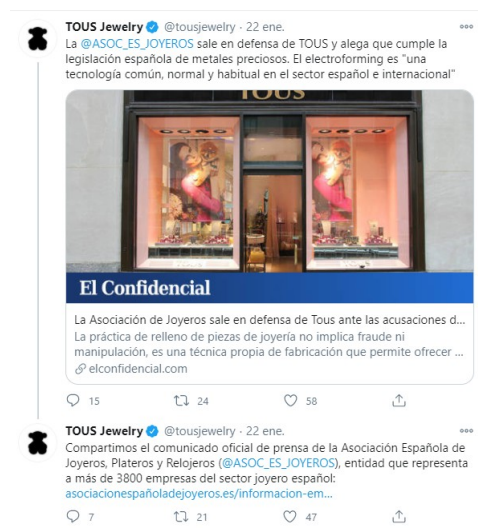 TOUS Jewelry @tousjewelry · 22 ene.
La @ASOC_ES_JOYEROS sale en defensa de TOUS y alega que cumple la
legislación española de metales preciosos. El electroforming es "una
tecnología común, normal y habitual en el sector español e internacional"
TOUS
El Confidencial
La Asociación de Joyeros sale en defensa de Tous ante las acusaciones d...
La práctica de relleno de piezas de joyería no implica fraude ni
manipulación, es una técnica propia de fabricación que permite ofrecer ...
elconfidencial.com
15 24 58
TOUS Jewelry @tousjewelry · 22 ene.
Compartimos el comunicado oficial de prensa de la Asociación Española de
Joyeros, Plateros y Relojeros (@ASOC_ES_JOYEROS), entidad que representa
a más de 3800 empresas del sector joyero español:
asociacionespañoladejoyeros.es/informacion-em...
7 21 47